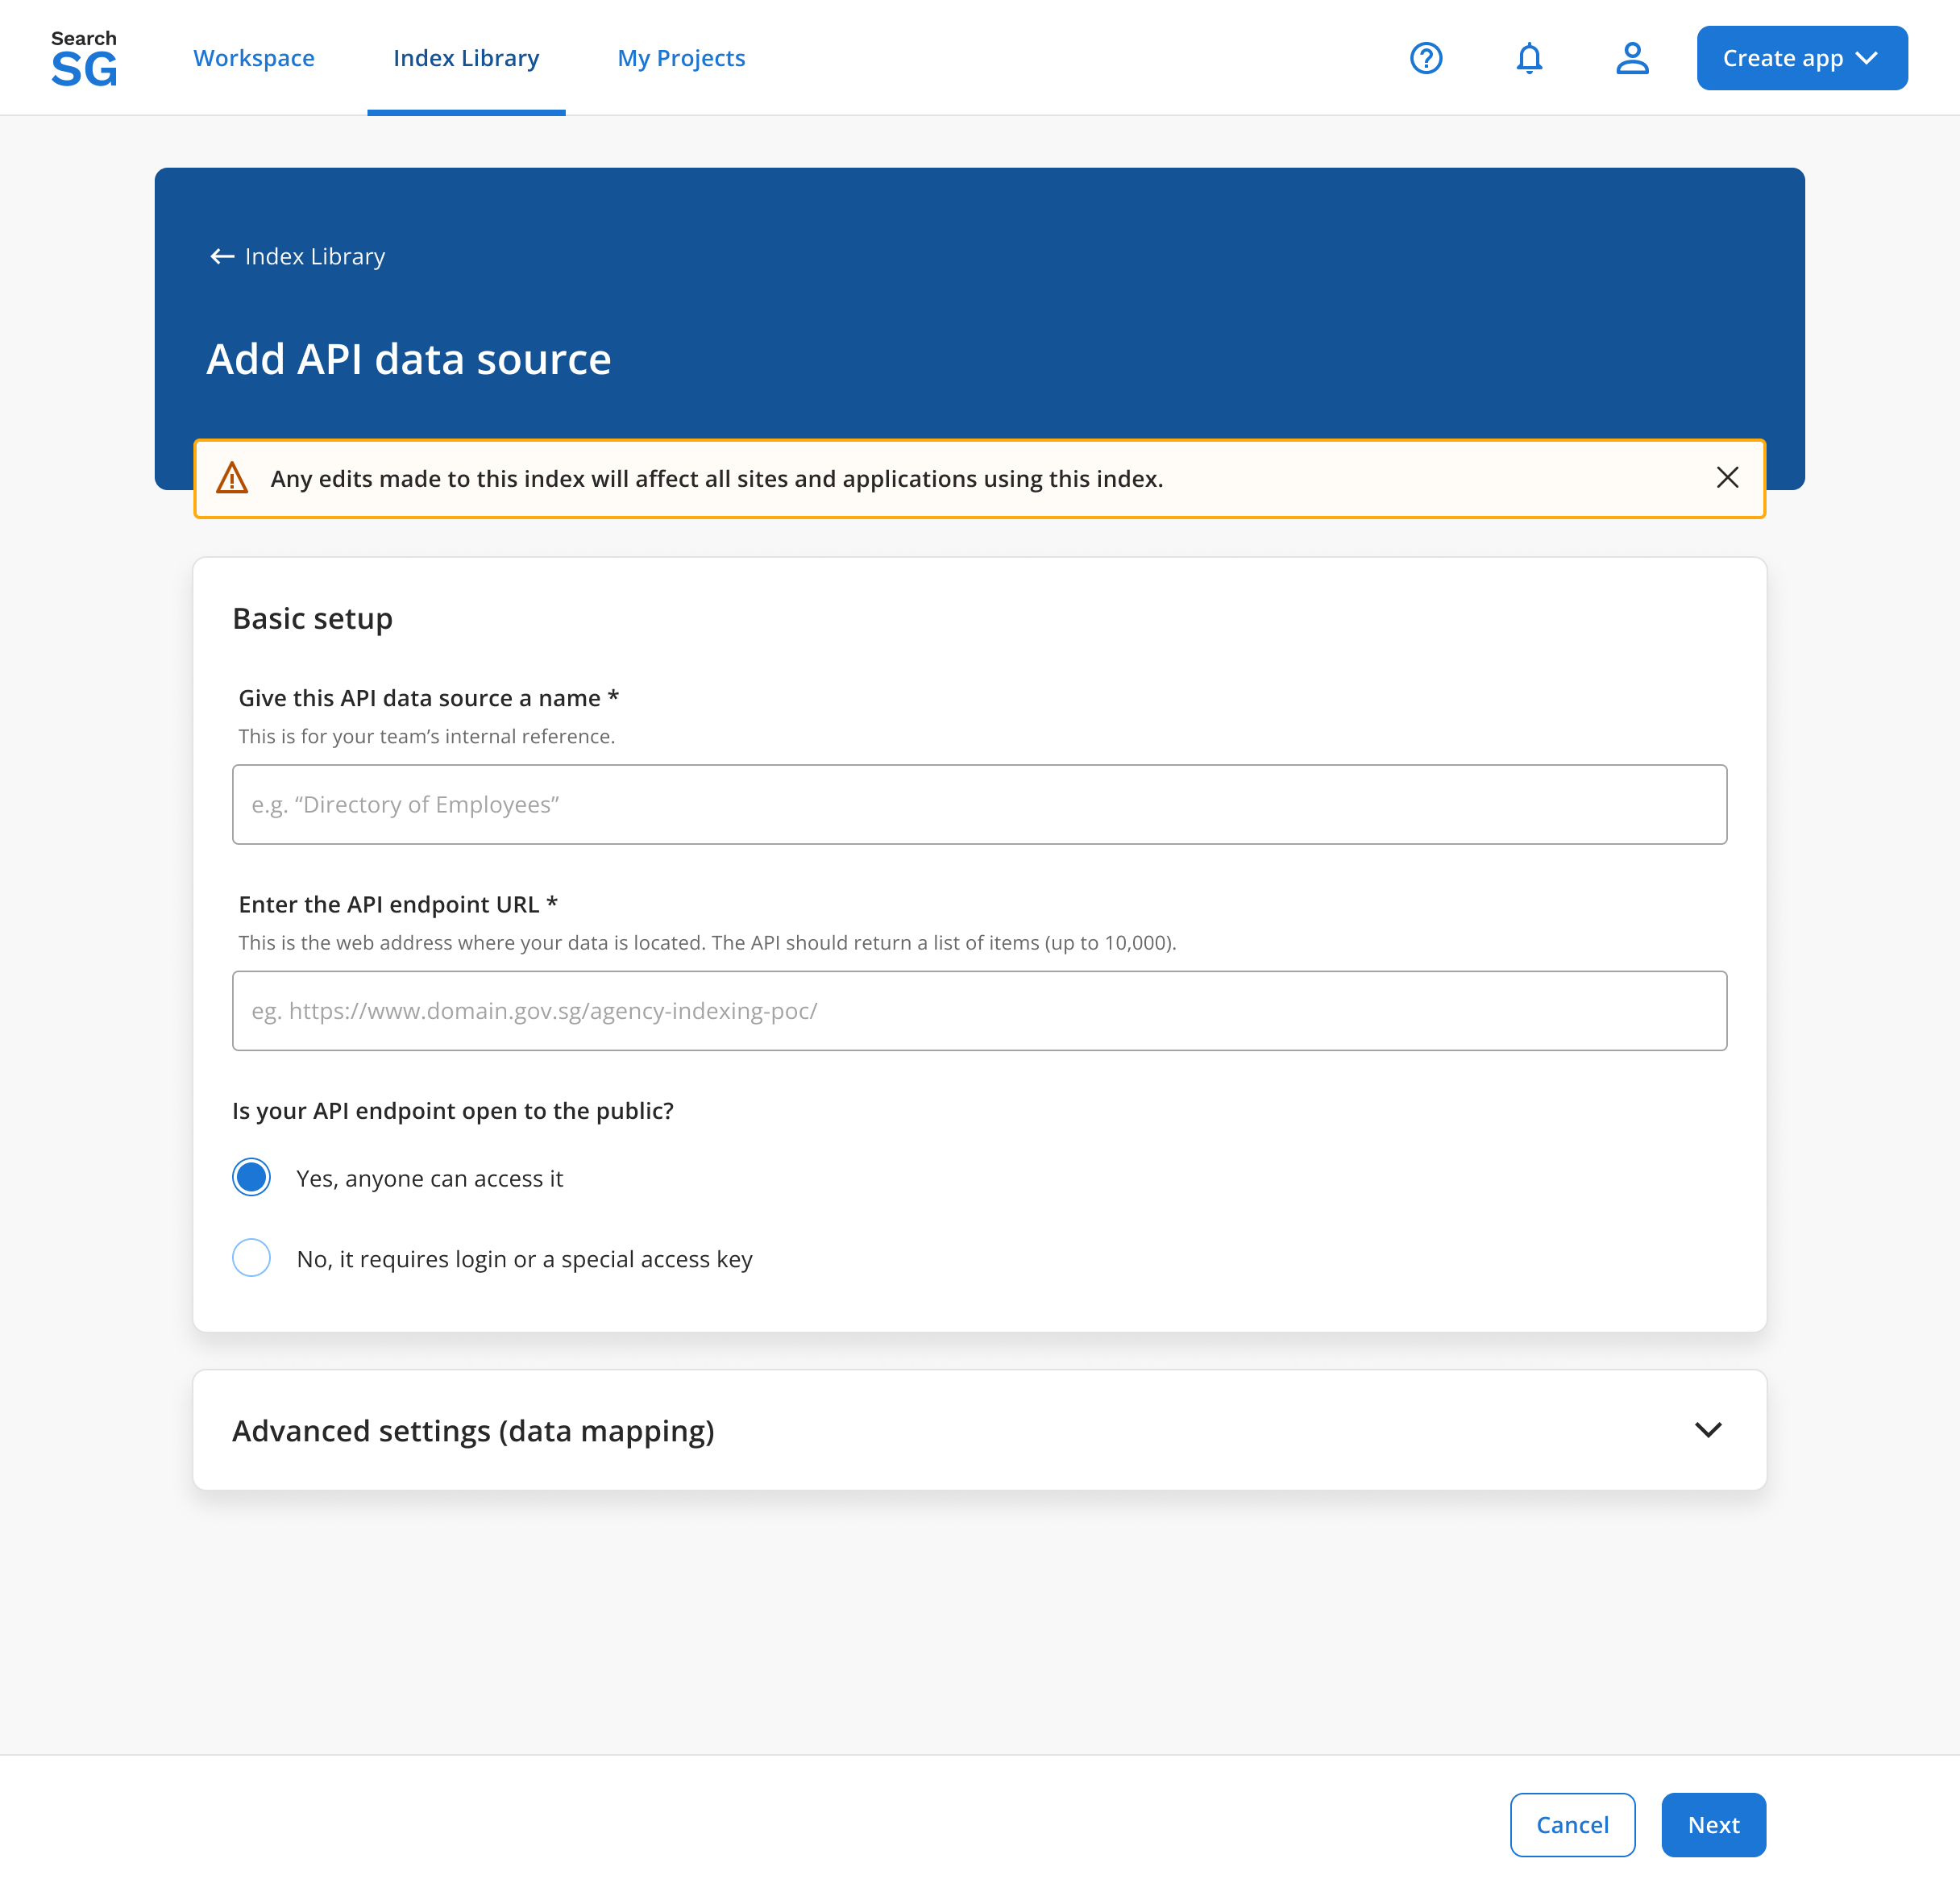 Search
SG
Workspace
Index Library
My Projects
Create app
Index Library
Add API data source
Any edits made to this index will affect all sites and applications using this index.
Basic setup
Give this API data source a name *
This is for your team’s internal reference.
e.g. “Directory of Employees”
Enter the API endpoint URL *
This is the web address where your data is located. The API should return a list of items (up to 10,000).
eg. https://www.domain.gov.sg/agency-indexing-poc/
Is your API endpoint open to the public?
Yes, anyone can access it
No, it requires login or a special access key
Advanced settings (data mapping)
Cancel
Next